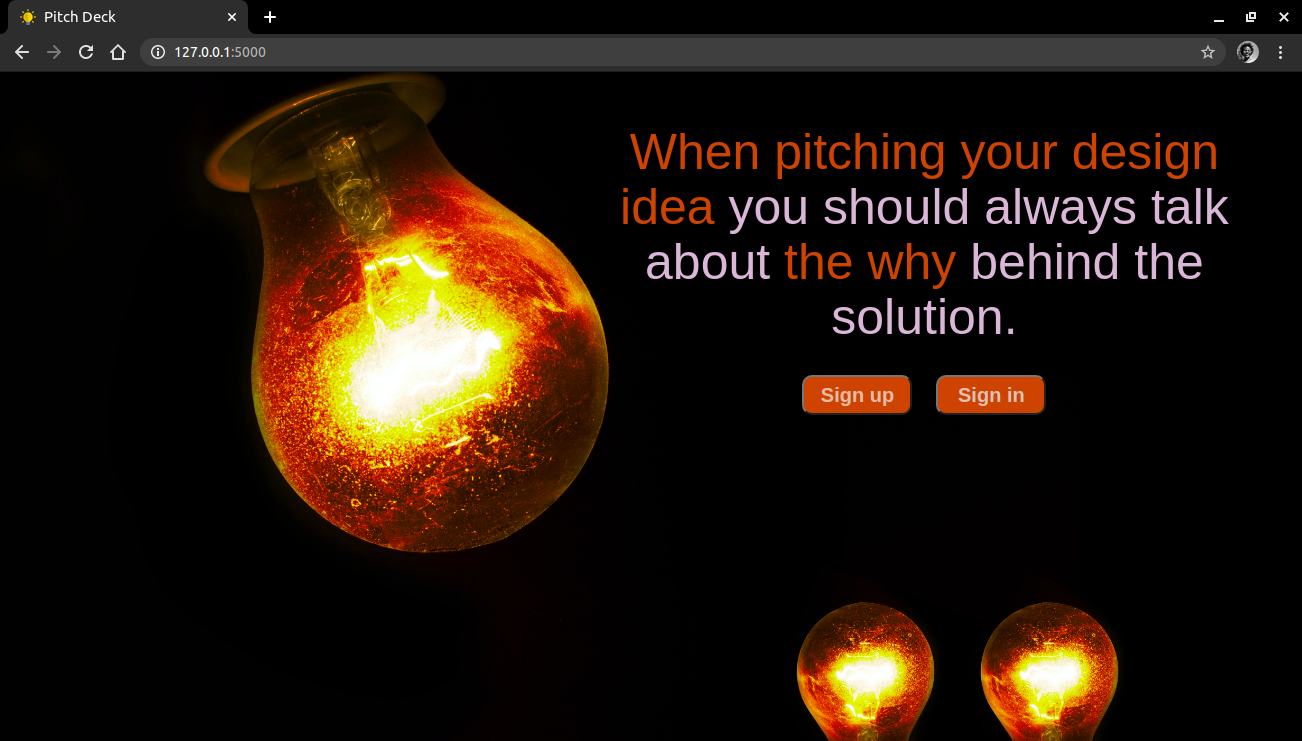 Pitch Deck
127.0.0.1:5000
When pitching your design
idea you should always talk
about the why behind the
solution.
Sign up
Sign in